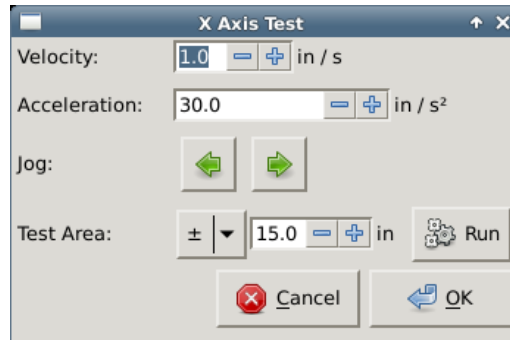 X Axis Test
Velocity: 1.0 in / s
Acceleration: 30.0 in / s²
Jog:
Test Area: ± 15.0 in Run
Cancel OK